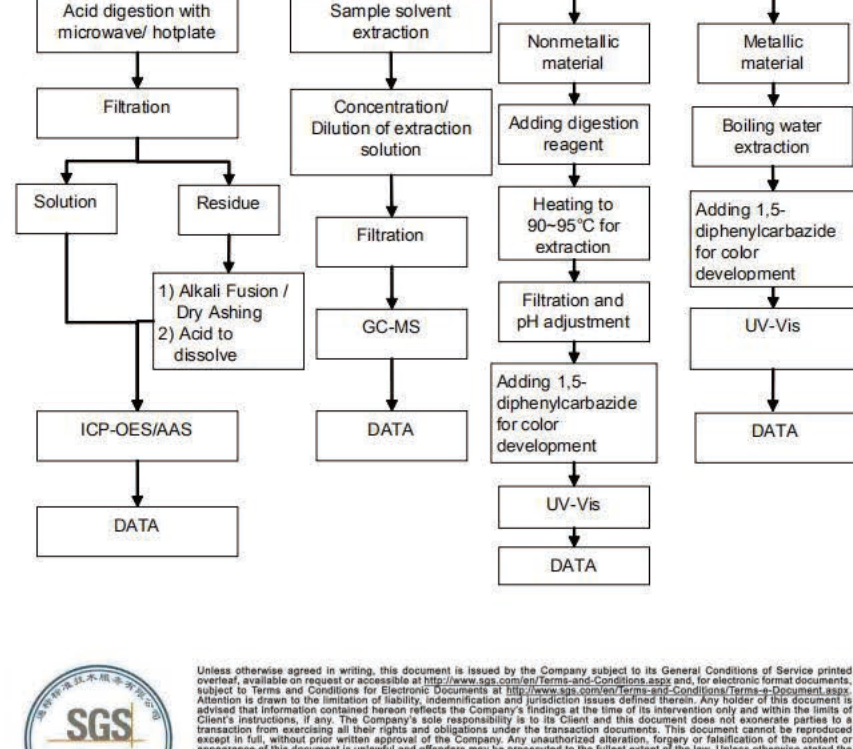 Acid digestion with
microwave/ hotplate
Filtration
Solution
Residue
1) Alkali Fusion /
Dry Ashing
2) Acid to
dissolve
ICP-OES/AAS
DATA
Sample solvent
extraction
Concentration/
Dilution of extraction
solution
Filtration
GC-MS
DATA
Nonmetallic
material
Adding digestion
reagent
Heating to
90~95°C for
extraction
Filtration and
pH adjustment
Adding 1,5-
diphenylcarbazide
for color
development
UV-Vis
DATA
Metallic
material
Boiling water
extraction
Adding 1,5-
diphenylcarbazide
for color
development
UV-Vis
DATA
SGS
Unless otherwise agreed in writing, this document is issued by the Company subject to its General Conditions of Service printed
overleaf, available on request or accessible at http://www.sgs.com/en/Terms-and-Conditions.aspx and, for electronic format documents,
subject to Terms and Conditions for Electronic Documents at http://www.sgs.com/en/Terms-and-Conditions/Terms-e-Document.aspx.
Attention is drawn to the limitation of liability, indemnification and jurisdiction issues defined therein. Any holder of this document is
advised that information contained hereon reflects the Company's findings at the time of its intervention only and within the limits of
Client's instructions, if any. The Company's sole responsibility is to its Client and this document does not exonerate parties to a
transaction from exercising all their rights and obligations under the transaction documents. This document cannot be reproduced
except in full, without prior written approval of the Company. Any unauthorized alteration, forgery or falsification of the content or